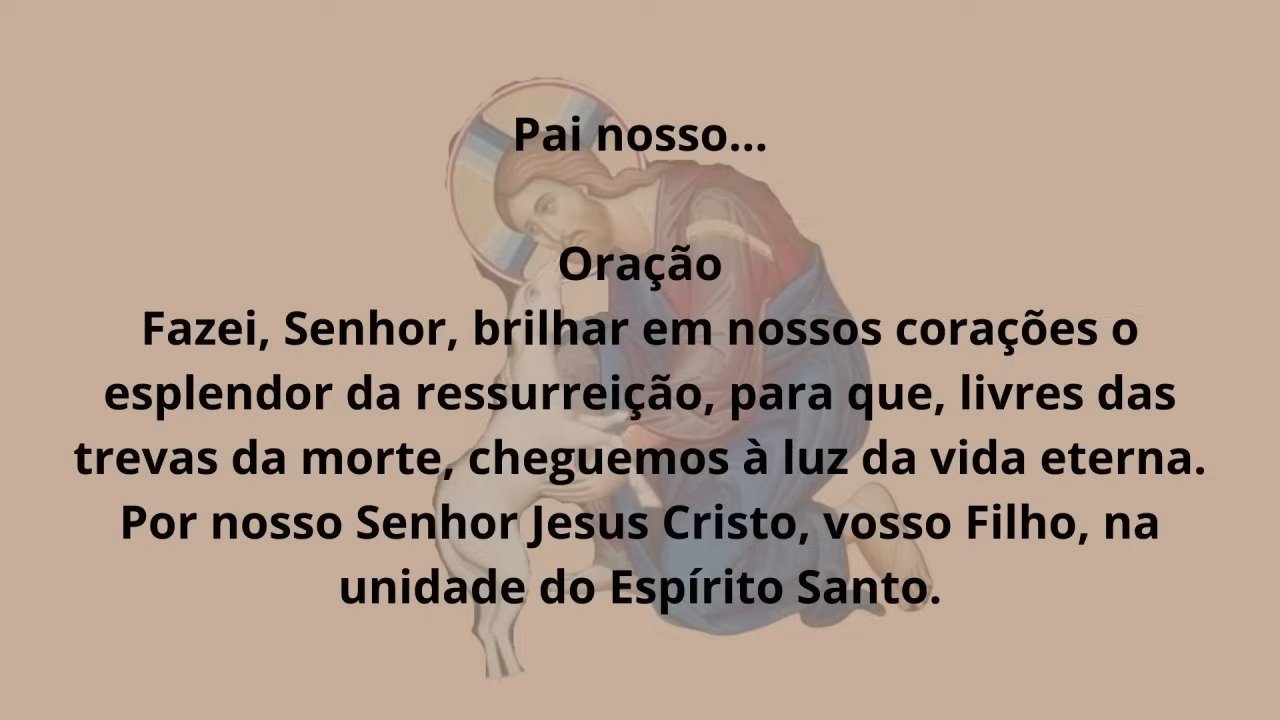 Pai nosso...
Oração
Fazei, Senhor, brilhar em nossos corações o
esplendor da ressurreição, para que, livres das
trevas da morte, cheguemos à luz da vida eterna.
Por nosso Senhor Jesus Cristo, vosso Filho, na
unidade do Espírito Santo.